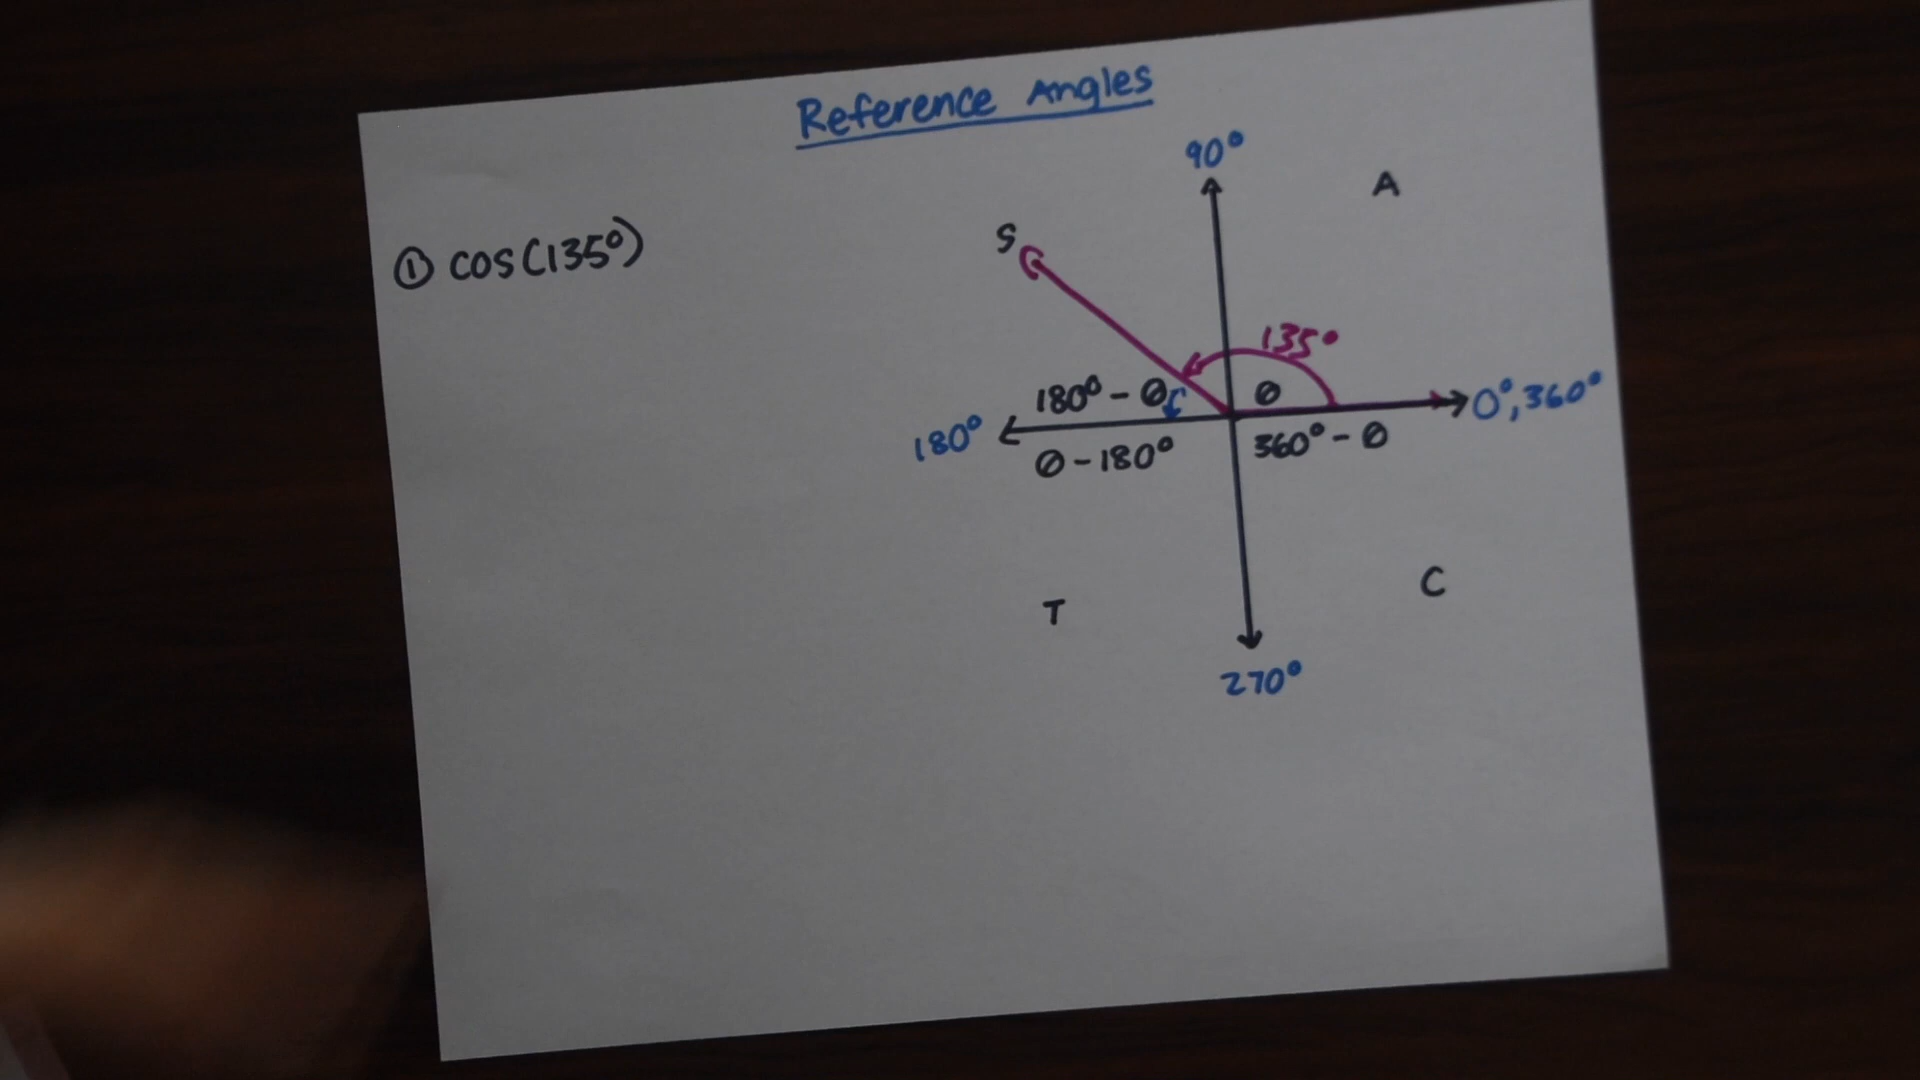 Reference Angles
90°
A
① cos(135°)
S
135°
180° - θ
θ
0°, 360°
180°
θ - 180°
360° - θ
T
C
270°